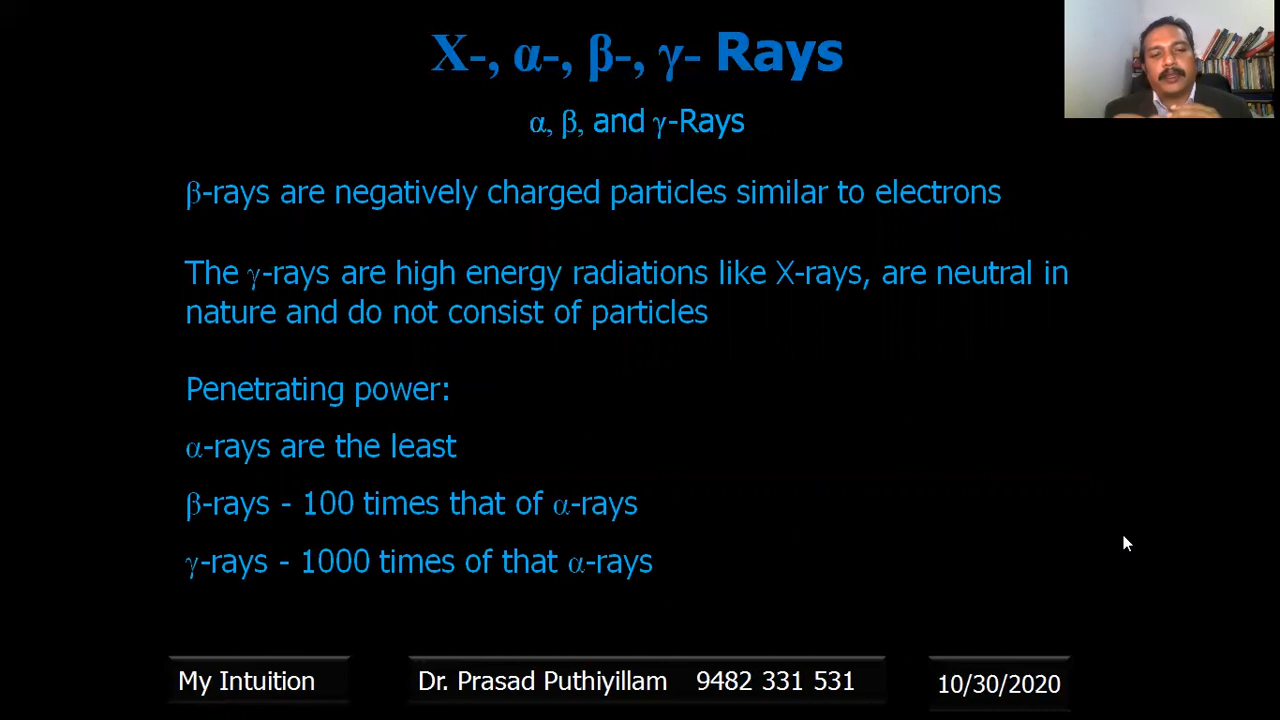 X-, α-, β-, γ- Rays
α, β, and γ-Rays
β-rays are negatively charged particles similar to electrons
The γ-rays are high energy radiations like X-rays, are neutral in
nature and do not consist of particles
Penetrating power:
α-rays are the least
β-rays - 100 times that of α-rays
γ-rays - 1000 times of that α-rays
My Intuition
Dr. Prasad Puthiyillam 9482 331 531
10/30/2020